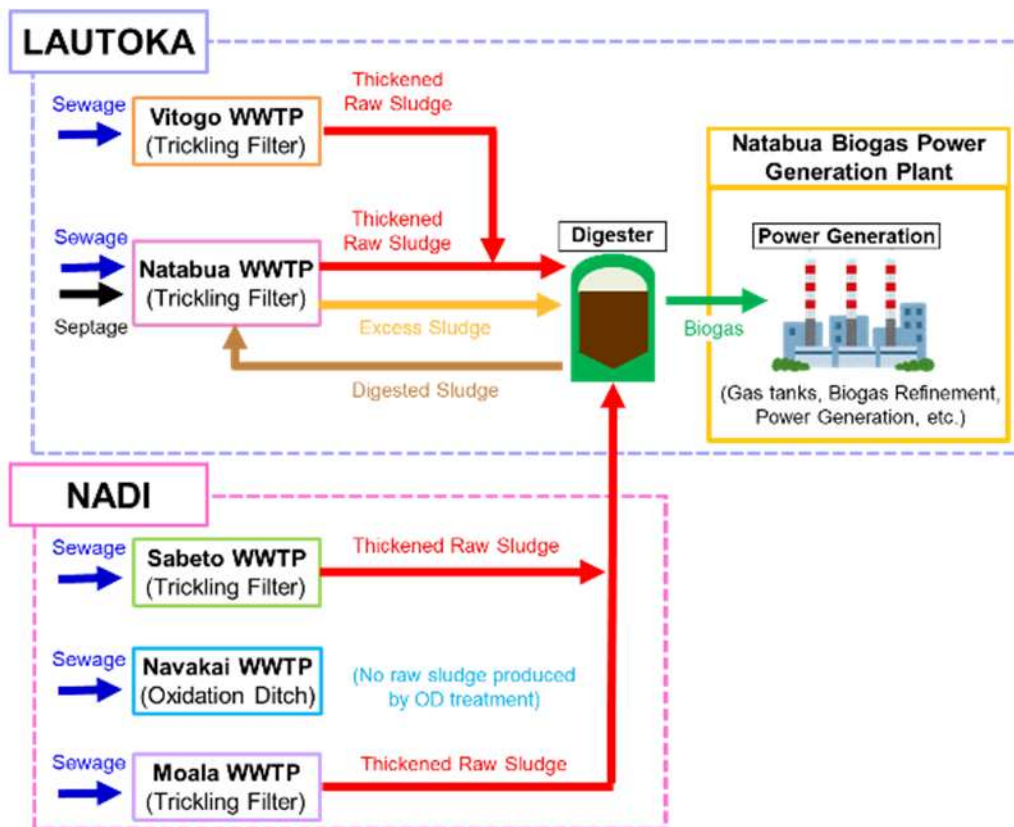 LAUTOKA
Thickened
Raw Sludge
Sewage
Vitogo WWTP
(Trickling Filter)
Natabua Biogas Power
Generation Plant
Sewage
Thickened
Raw Sludge
Digester
Power Generation
Natabua WWTP
(Trickling Filter)
Septage
Excess Sludge
Biogas
Digested Sludge
(Gas tanks, Biogas Refinement,
Power Generation, etc.)
NADI
Sewage
Sabeto WWTP
(Trickling Filter)
Thickened Raw Sludge
Sewage
Navakai WWTP
(Oxidation Ditch)
(No raw sludge produced
by OD treatment)
Sewage
Moala WWTP
(Trickling Filter)
Thickened Raw Sludge